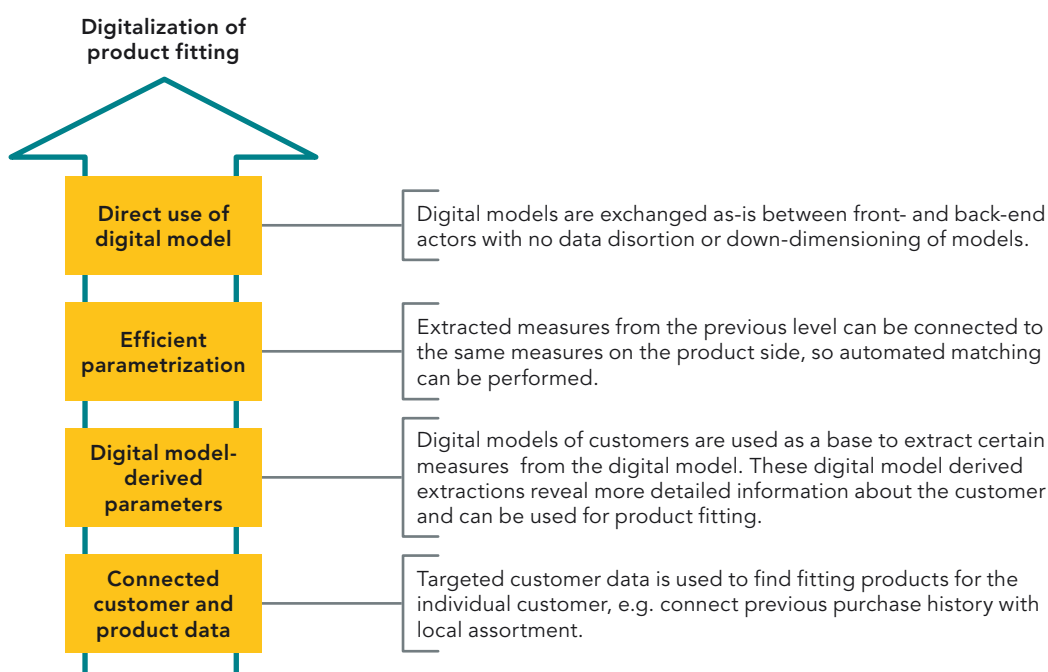 Digitalization of
product fitting
Direct use of
digital model
Digital models are exchanged as-is between front- and back-end
actors with no data disortion or down-dimensioning of models.
Efficient
parametrization
Extracted measures from the previous level can be connected to
the same measures on the product side, so automated matching
can be performed.
Digital model-
derived
parameters
Digital models of customers are used as a base to extract certain
measures from the digital model. These digital model derived
extractions reveal more detailed information about the customer
and can be used for product fitting.
Connected
customer and
product data
Targeted customer data is used to find fitting products for the
individual customer, e.g. connect previous purchase history with
local assortment.